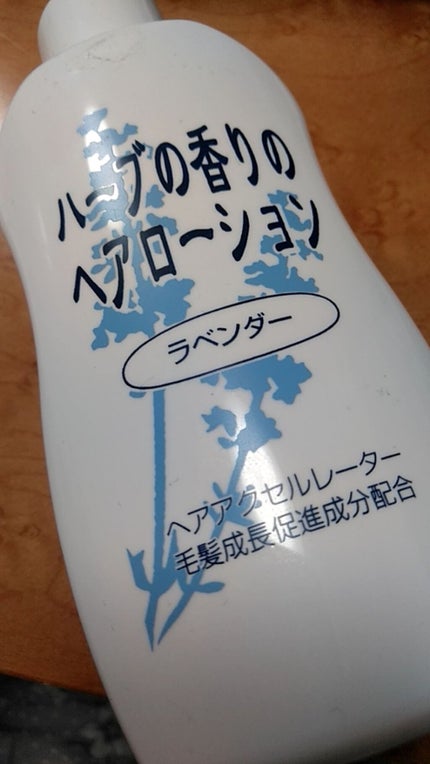 ハーブの香りの
ヘアローション
ラベンダー
ヘアアクセルレーター
毛髪成長促進成分配合